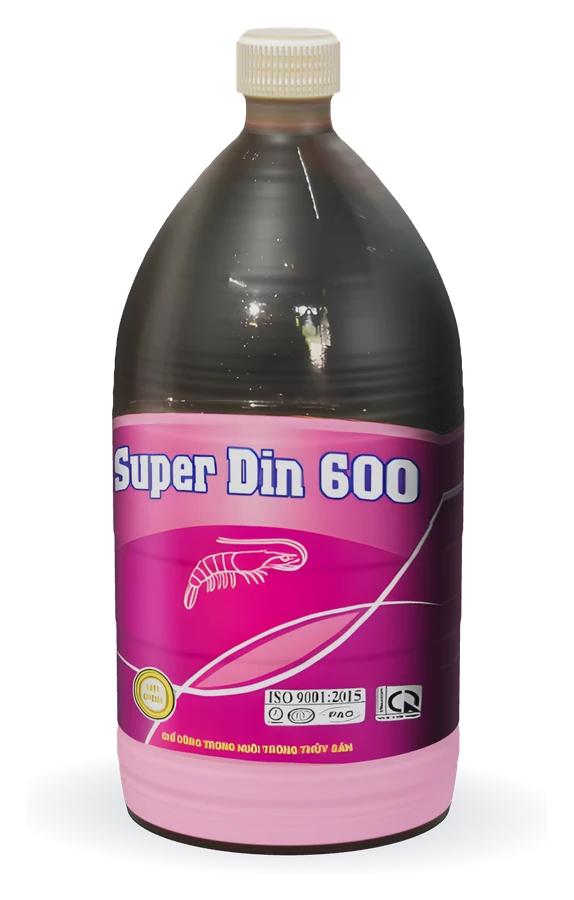 Super Din 600
ISO 9001:2015
CHỈ DÙNG TRONG NUÔI TRỒNG THỦY SẢN